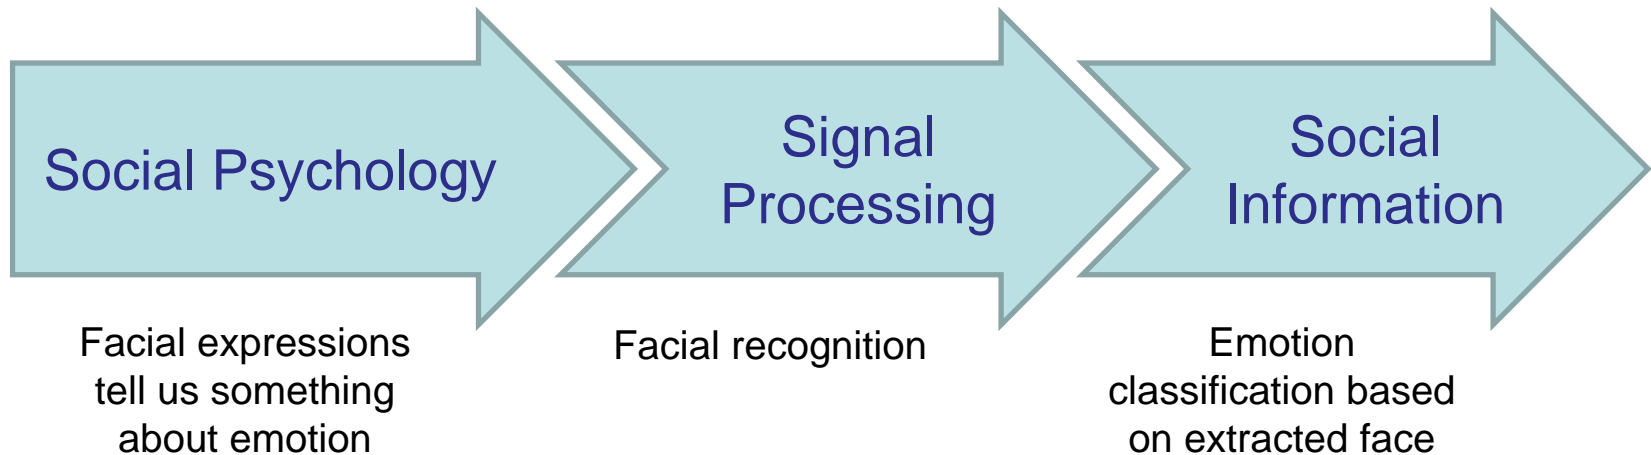 Social Psychology
Signal
Processing
Social
Information
Facial expressions
tell us something
about emotion
Facial recognition
Emotion
classification based
on extracted face